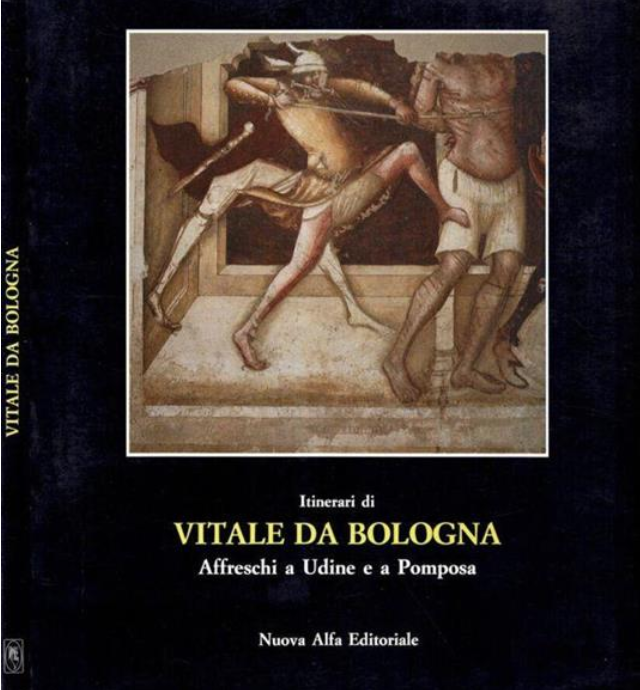 VITALE DA BOLOGNA
Itinerari di
VITALE DA BOLOGNA
Affreschi a Udine e a Pomposa
Nuova Alfa Editoriale